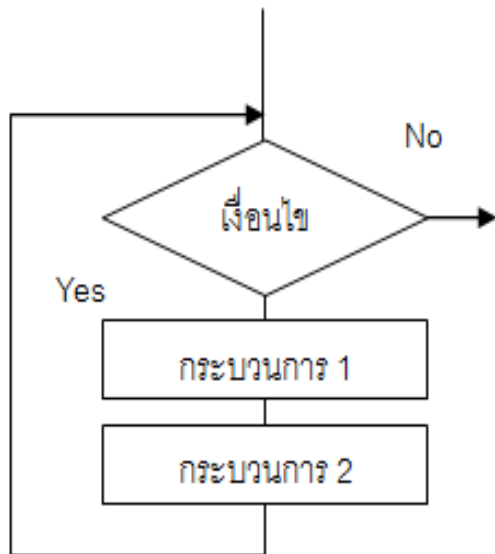 No
เงื่อนไข
Yes
กระบวนการ 1
กระบวนการ 2